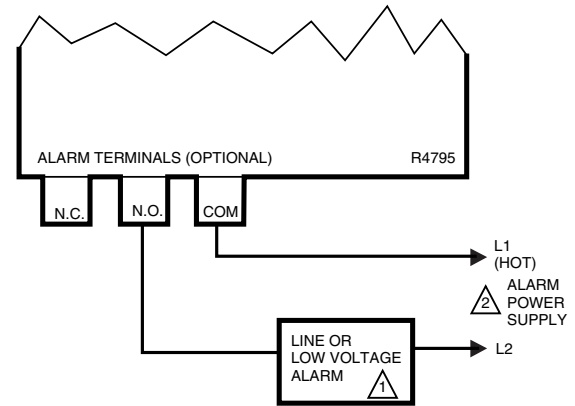 ALARM TERMINALS (OPTIONAL) R4795
N.C. N.O. COM
L1
(HOT)
2 ALARM
POWER
SUPPLY
LINE OR
LOW VOLTAGE
ALARM 1
L2